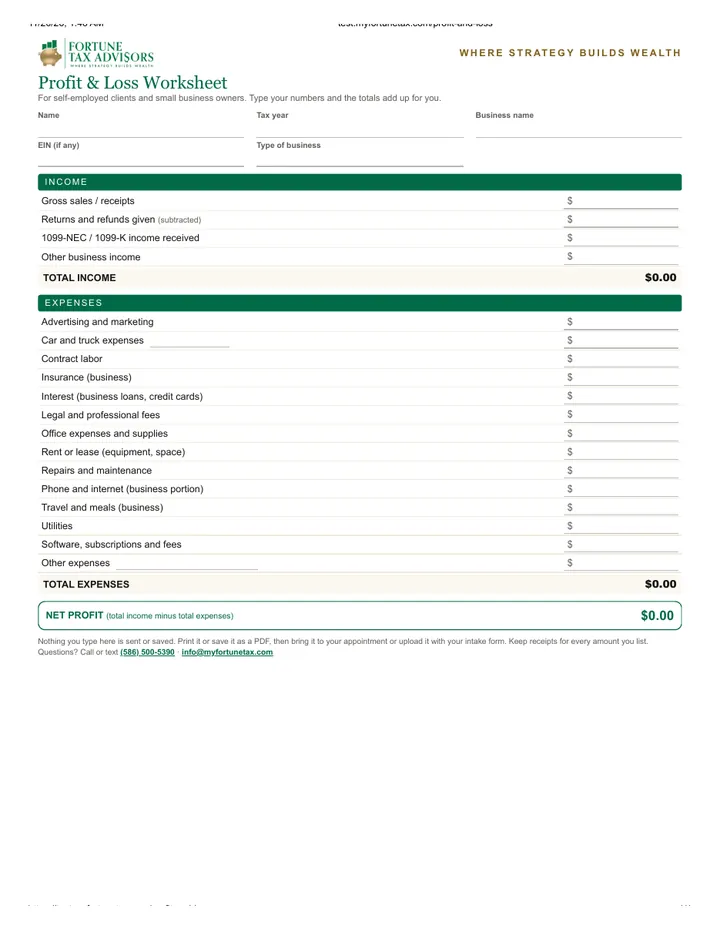 test.myfortunetax.com/profit-and-loss
FORTUNE
TAX ADVISORS
WHERE STRATEGY BUILDS WEALTH
WHERE STRATEGY BUILDS WEALTH
Profit & Loss Worksheet
For self-employed clients and small business owners. Type your numbers and the totals add up for you.
Name Tax year Business name
EIN (if any) Type of business
INCOME
Gross sales / receipts $
Returns and refunds given (subtracted) $
1099-NEC / 1099-K income received $
Other business income $
TOTAL INCOME $0.00
EXPENSES
Advertising and marketing $
Car and truck expenses $
Contract labor $
Insurance (business) $
Interest (business loans, credit cards) $
Legal and professional fees $
Office expenses and supplies $
Rent or lease (equipment, space) $
Repairs and maintenance $
Phone and internet (business portion) $
Travel and meals (business) $
Utilities $
Software, subscriptions and fees $
Other expenses $
TOTAL EXPENSES $0.00
NET PROFIT (total income minus total expenses) $0.00
Nothing you type here is sent or saved. Print it or save it as a PDF, then bring it to your appointment or upload it with your intake form. Keep receipts for every amount you list.
Questions? Call or text (586) 500-5390 · info@myfortunetax.com